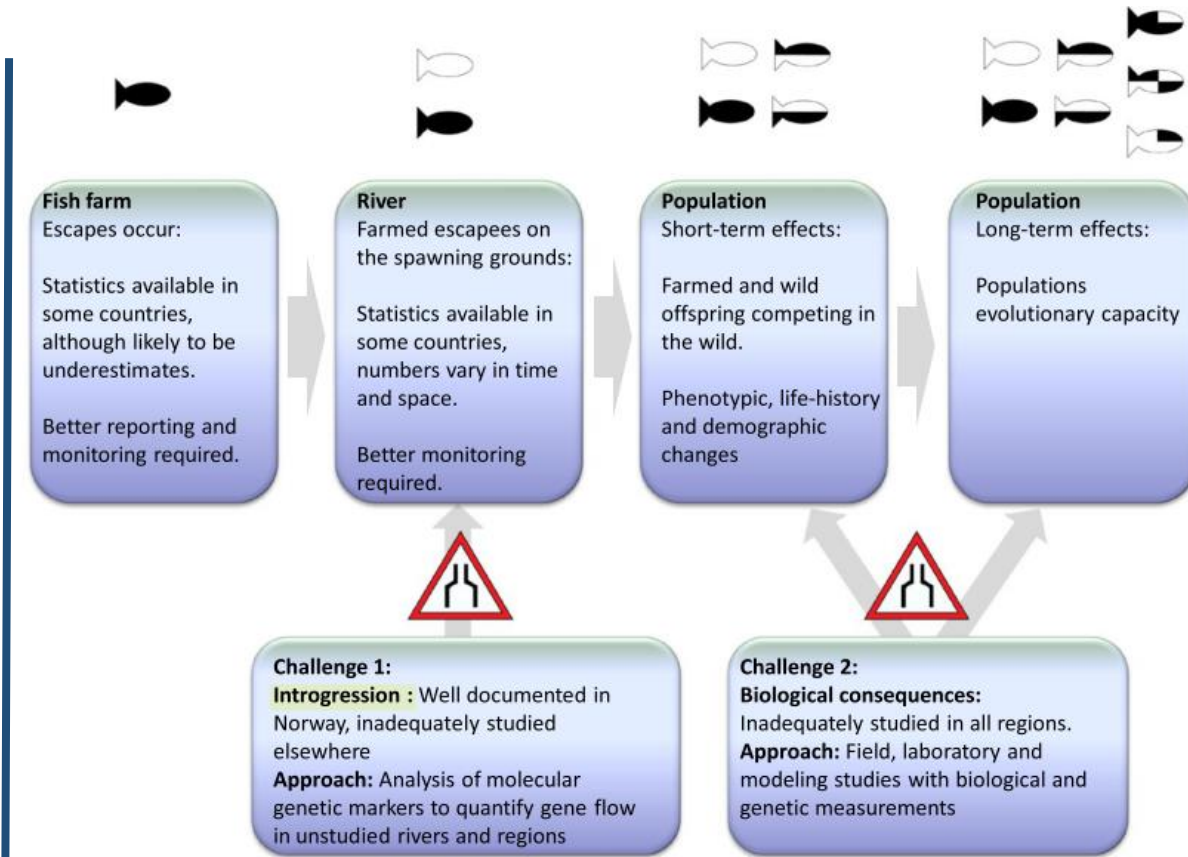 Fish farm
Escapes occur:
Statistics available in
some countries,
although likely to be
underestimates.
Better reporting and
monitoring required.
River
Farmed escapees on
the spawning grounds:
Statistics available in
some countries,
numbers vary in time
and space.
Better monitoring
required.
Population
Short-term effects:
Farmed and wild
offspring competing in
the wild.
Phenotypic, life-history
and demographic
changes
Population
Long-term effects:
Populations
evolutionary capacity
Challenge 1:
Introgression : Well documented in
Norway, inadequately studied
elsewhere
Approach: Analysis of molecular
genetic markers to quantify gene flow
in unstudied rivers and regions
Challenge 2:
Biological consequences:
Inadequately studied in all regions.
Approach: Field, laboratory and
modeling studies with biological and
genetic measurements